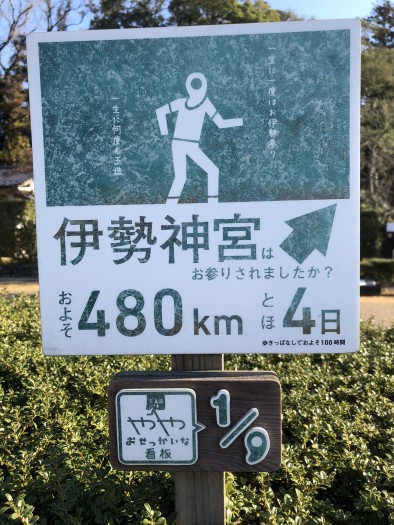 一生に一度はお伊勢参り
一生に何度も玉造
伊勢神宮は
お参りされましたか？
およそ480km
とほ4日
歩きっぱなしでおよそ100時間
やや
おせっかいな
看板
1/9